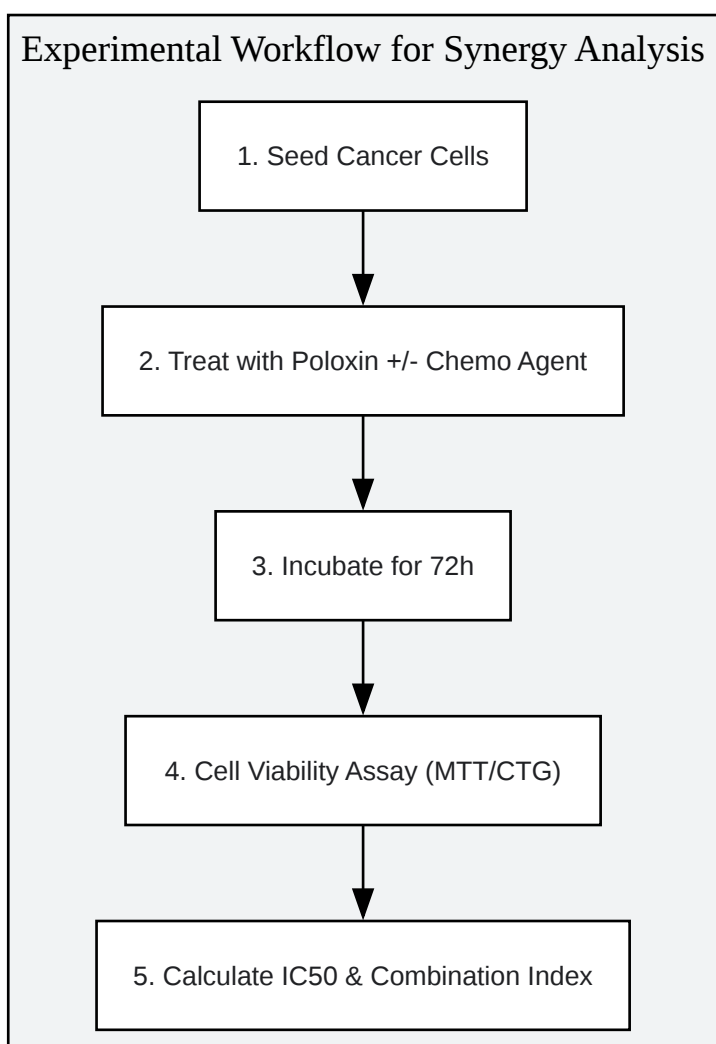 Experimental Workflow for Synergy Analysis
1. Seed Cancer Cells
2. Treat with Poloxin +/- Chemo Agent
3. Incubate for 72h
4. Cell Viability Assay (MTT/CTG)
5. Calculate IC50 & Combination Index